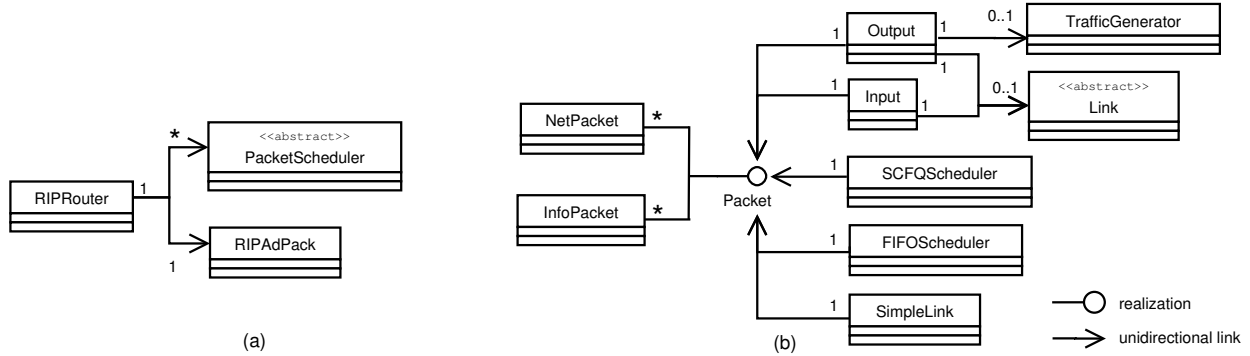 RIPRouter
1
*
<<abstract>>
PacketScheduler
1
RIPAdPack
(a)
NetPacket
*
InfoPacket
*
Packet
1
Output
1
0..1
TrafficGenerator
1
1
Input
1
0..1
<<abstract>>
Link
1
SCFQScheduler
1
FIFOScheduler
1
SimpleLink
(b)
realization
unidirectional link